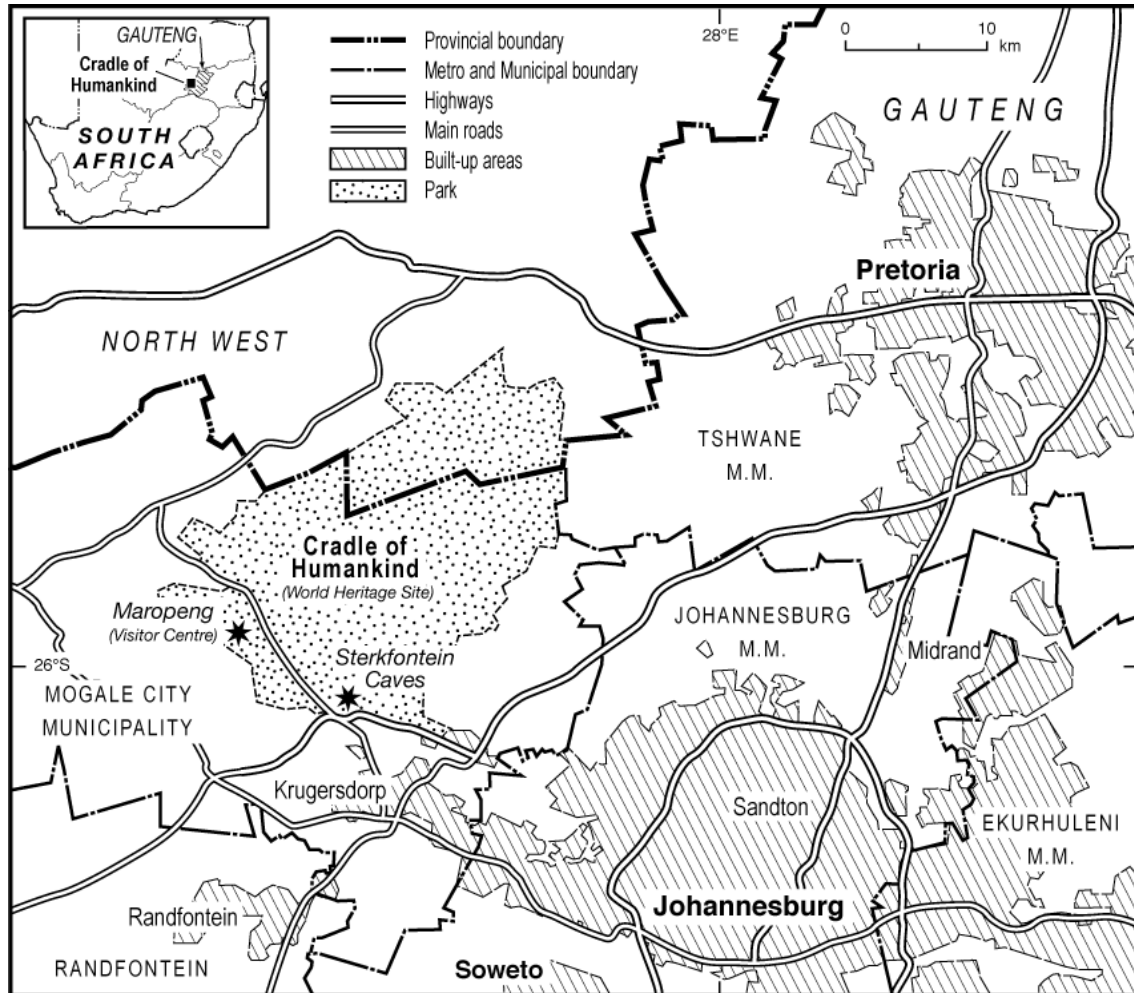 GAUTENG
Cradle of
Humankind
SOUTH
AFRICA
Provincial boundary
Metro and Municipal boundary
Highways
Main roads
Built-up areas
Park
28°E
0 10
km
GAUTENG
Pretoria
NORTH WEST
TSHWANE
M.M.
Cradle of
Humankind
(World Heritage Site)
Maropeng
(Visitor Centre)
JOHANNESBURG
M.M.
Midrand
Sterkfontein
Caves
26°S
MOGALE CITY
MUNICIPALITY
Krugersdorp
Sandton
EKURHULENI
M.M.
Randfontein
Johannesburg
RANDFONTEIN
Soweto